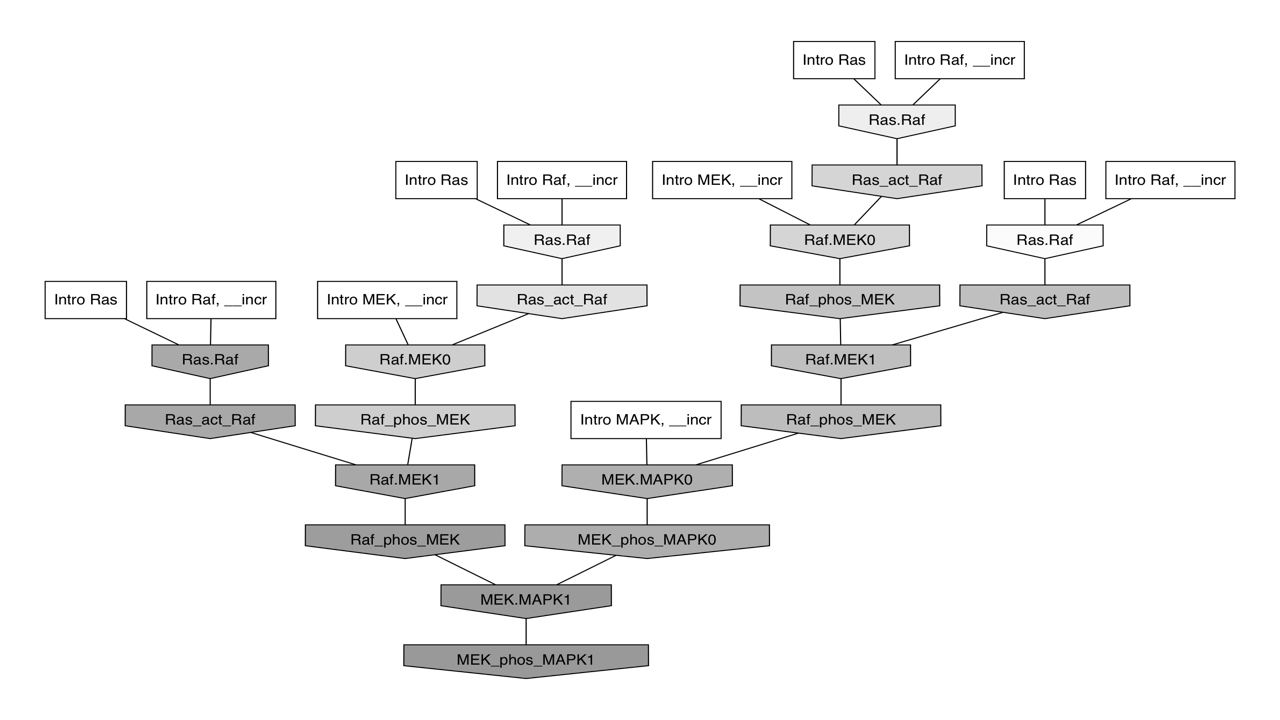 Intro Ras
Intro Raf, __incr
Ras.Raf
Intro Ras
Intro Raf, __incr
Intro MEK, __incr
Ras_act_Raf
Intro Ras
Intro Raf, __incr
Ras.Raf
Raf.MEK0
Ras.Raf
Intro Ras
Intro Raf, __incr
Intro MEK, __incr
Ras_act_Raf
Raf_phos_MEK
Ras_act_Raf
Ras.Raf
Raf.MEK0
Raf.MEK1
Ras_act_Raf
Raf_phos_MEK
Intro MAPK, __incr
Raf_phos_MEK
Raf.MEK1
MEK.MAPK0
Raf_phos_MEK
MEK_phos_MAPK0
MEK.MAPK1
MEK_phos_MAPK1